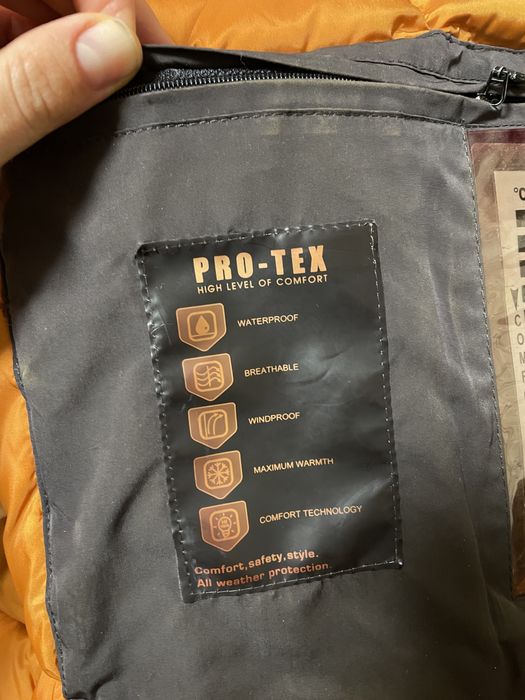 PRO-TEX
HIGH LEVEL OF COMFORT
WATERPROOF
BREATHABLE
WINDPROOF
MAXIMUM WARMTH
COMFORT TECHNOLOGY
Comfort,safety,style.
All weather protection.
°C